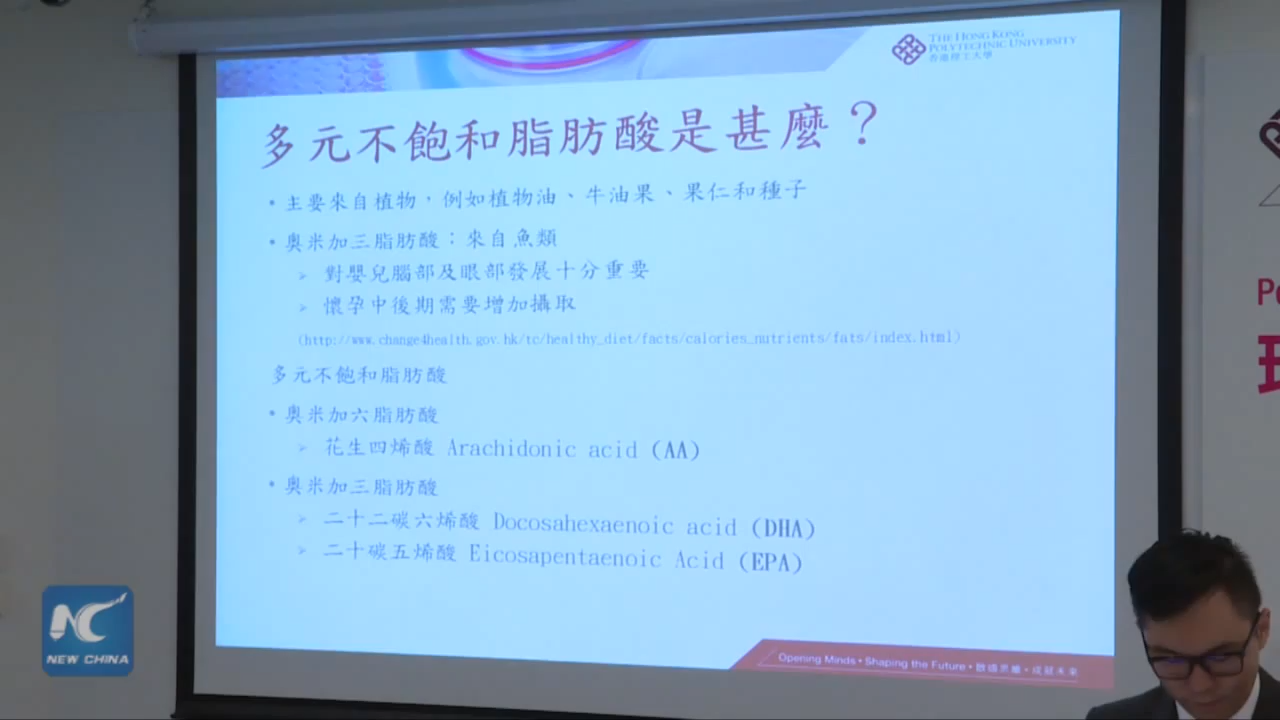 THE HONG KONG
POLYTECHNIC UNIVERSITY
香港理工大學
多元不飽和脂肪酸是甚麼？
• 主要來自植物，例如植物油、牛油果、果仁和種子
• 奧米加三脂肪酸：來自魚類
➢ 對嬰兒腦部及眼部發展十分重要
➢ 懷孕中後期需要增加攝取
(http://www.change4health.gov.hk/tc/healthy_diet/facts/calories_nutrients/fats/index.html)
多元不飽和脂肪酸
• 奧米加六脂肪酸
➢ 花生四烯酸 Arachidonic acid (AA)
• 奧米加三脂肪酸
➢ 二十二碳六烯酸 Docosahexaenoic acid (DHA)
➢ 二十碳五烯酸 Eicosapentaenoic Acid (EPA)
Opening Minds • Shaping the Future • 啟迪思維 • 成就未來
NC
NEW CHINA